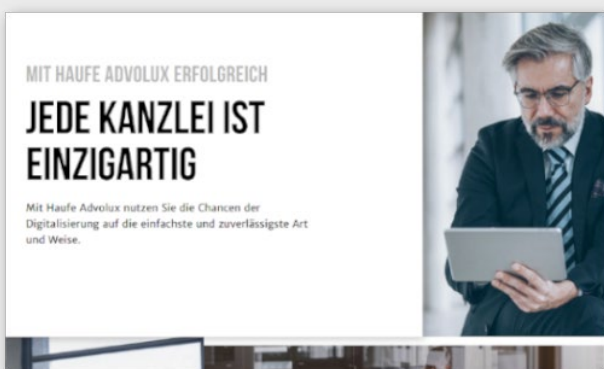 MIT HAUFE ADVOLUX ERFOLGREICH
JEDE KANZLEI IST
EINZIGARTIG
Mit Haufe Advolux nutzen Sie die Chancen der
Digitalisierung auf die einfachste und zuverlässigste Art
und Weise.